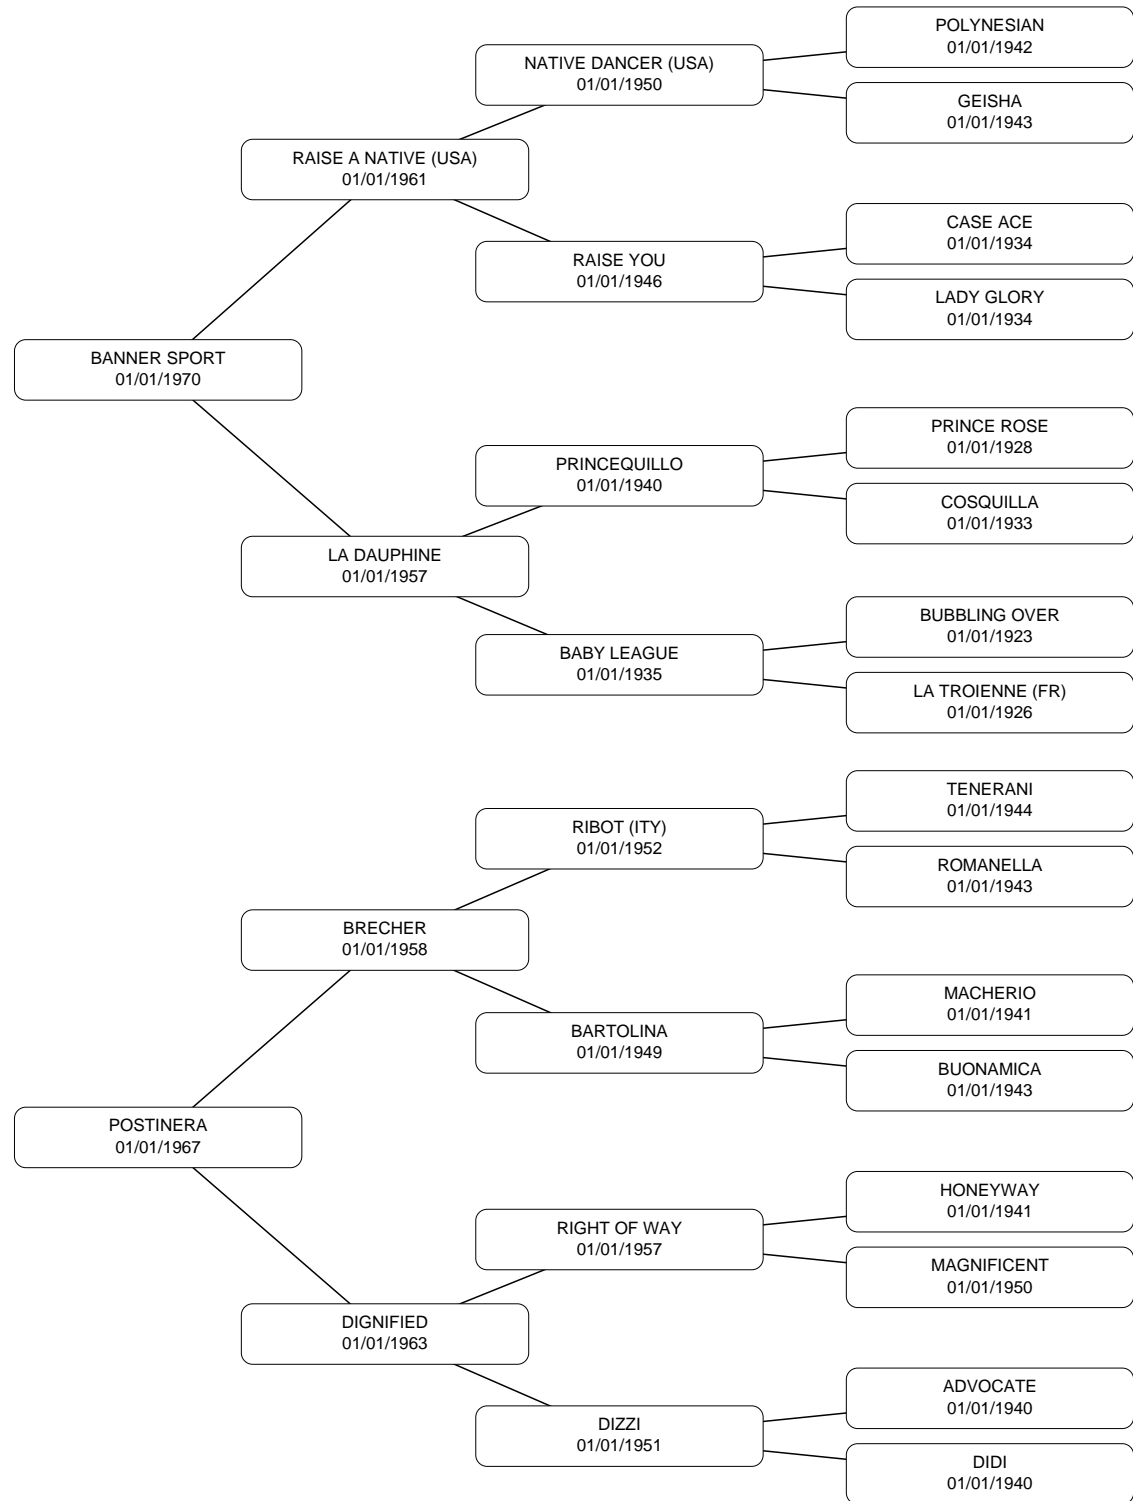 POLYNESIAN
01/01/1942
NATIVE DANCER (USA)
01/01/1950
GEISHA
01/01/1943
RAISE A NATIVE (USA)
01/01/1961
CASE ACE
01/01/1934
RAISE YOU
01/01/1946
LADY GLORY
01/01/1934
BANNER SPORT
01/01/1970
PRINCE ROSE
01/01/1928
PRINCEQUILLO
01/01/1940
COSQUILLA
01/01/1933
LA DAUPHINE
01/01/1957
BUBBLING OVER
01/01/1923
BABY LEAGUE
01/01/1935
LA TROIENNE (FR)
01/01/1926
TENERANI
01/01/1944
RIBOT (ITY)
01/01/1952
ROMANELLA
01/01/1943
BRECHER
01/01/1958
MACHERIO
01/01/1941
BARTOLINA
01/01/1949
BUONAMICA
01/01/1943
POSTINERA
01/01/1967
HONEYWAY
01/01/1941
RIGHT OF WAY
01/01/1957
MAGNIFICENT
01/01/1950
DIGNIFIED
01/01/1963
ADVOCATE
01/01/1940
DIZZI
01/01/1951
DIDI
01/01/1940